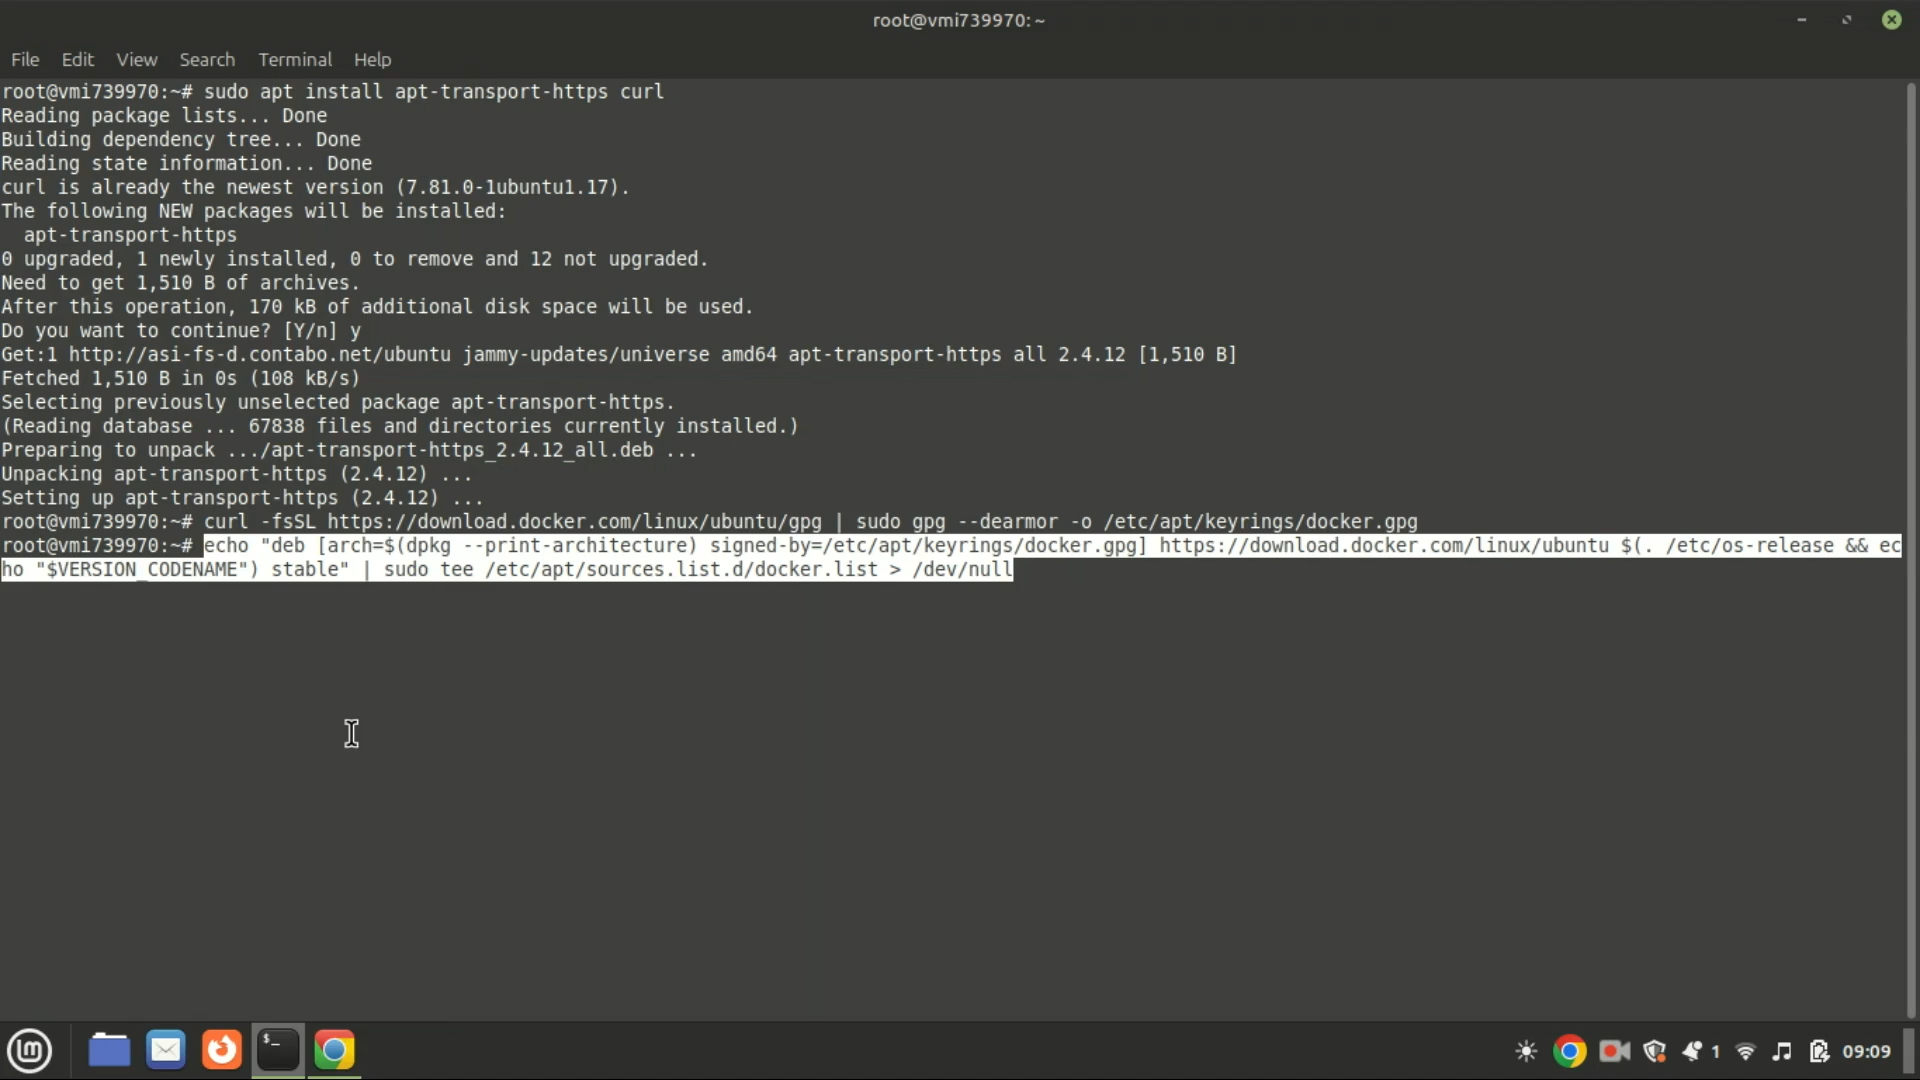 root@vmi739970: ~
File Edit View Search Terminal Help
root@vmi739970:~# sudo apt install apt-transport-https curl
Reading package lists... Done
Building dependency tree... Done
Reading state information... Done
curl is already the newest version (7.81.0-1ubuntu1.17).
The following NEW packages will be installed:
  apt-transport-https
0 upgraded, 1 newly installed, 0 to remove and 12 not upgraded.
Need to get 1,510 B of archives.
After this operation, 170 kB of additional disk space will be used.
Do you want to continue? [Y/n] y
Get:1 http://asi-fs-d.contabo.net/ubuntu jammy-updates/universe amd64 apt-transport-https all 2.4.12 [1,510 B]
Fetched 1,510 B in 0s (108 kB/s)
Selecting previously unselected package apt-transport-https.
(Reading database ... 67838 files and directories currently installed.)
Preparing to unpack .../apt-transport-https_2.4.12_all.deb ...
Unpacking apt-transport-https (2.4.12) ...
Setting up apt-transport-https (2.4.12) ...
root@vmi739970:~# curl -fsSL https://download.docker.com/linux/ubuntu/gpg | sudo gpg --dearmor -o /etc/apt/keyrings/docker.gpg
root@vmi739970:~# echo "deb [arch=$(dpkg --print-architecture) signed-by=/etc/apt/keyrings/docker.gpg] https://download.docker.com/linux/ubuntu $(. /etc/os-release && ec
ho "$VERSION_CODENAME") stable" | sudo tee /etc/apt/sources.list.d/docker.list > /dev/null
$_
lm
1 09:09